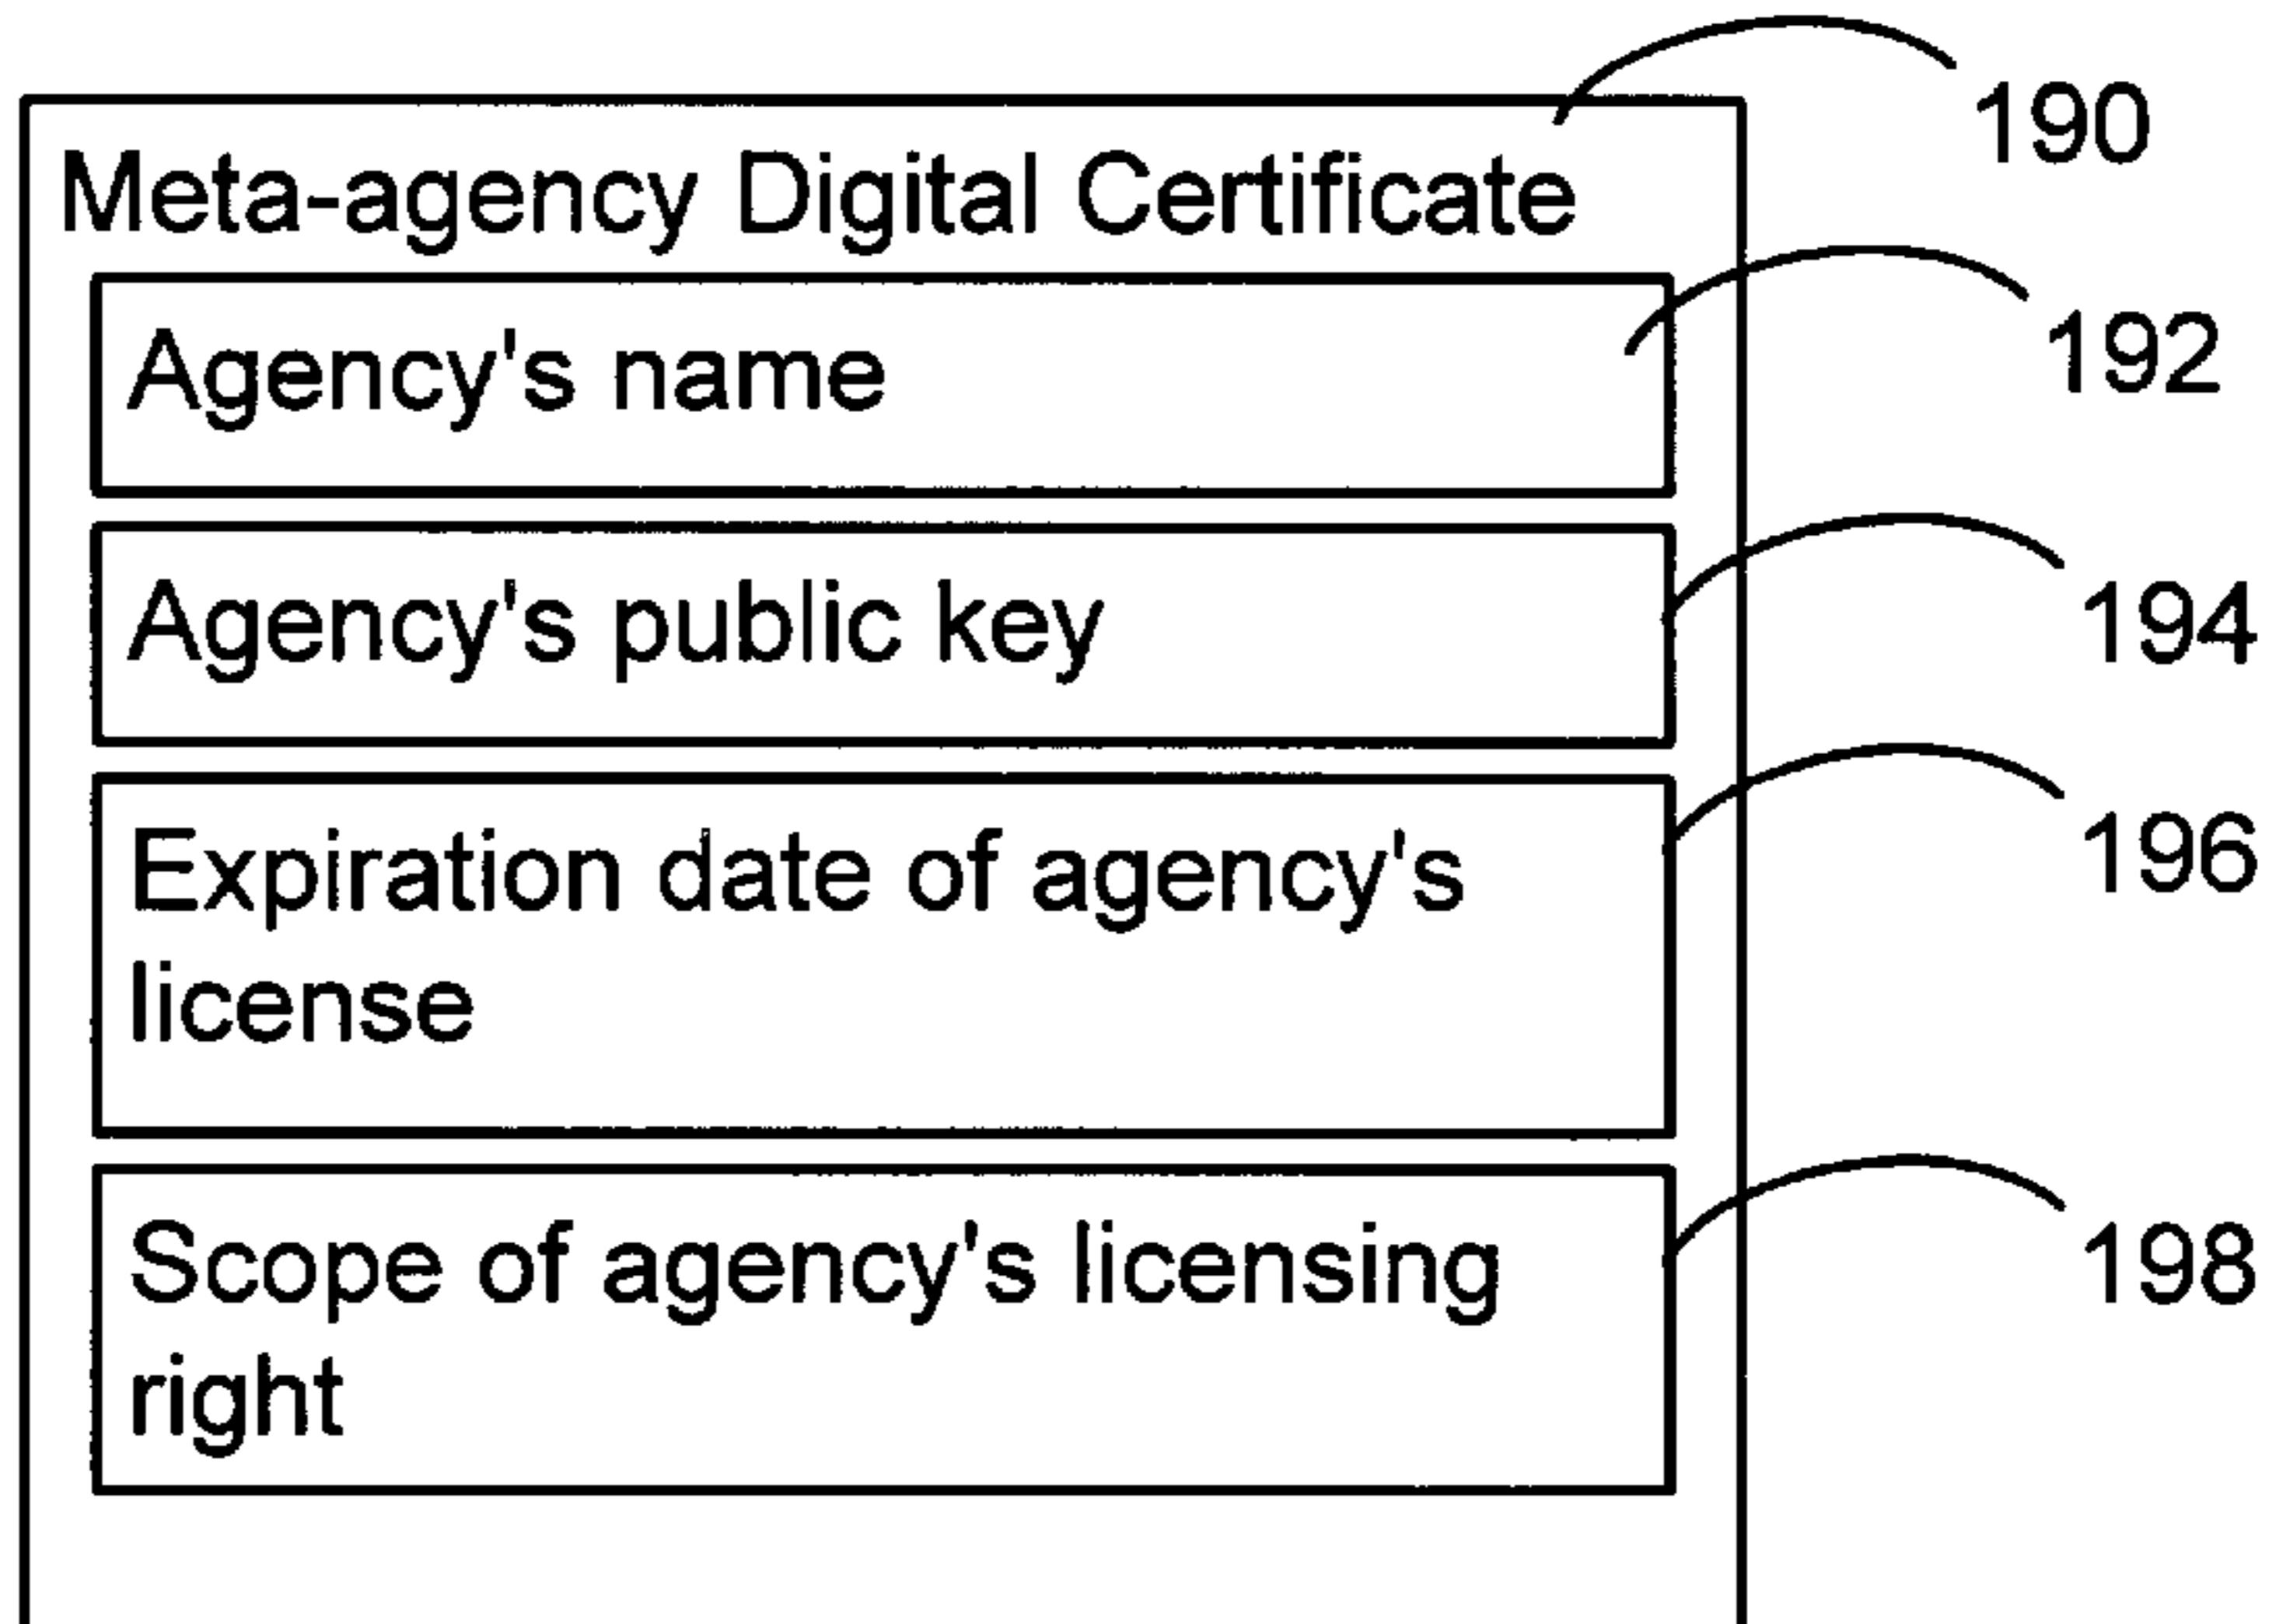 190
Meta-agency Digital Certificate
192
Agency's name
194
Agency's public key
196
Expiration date of agency's
license
198
Scope of agency's licensing
right